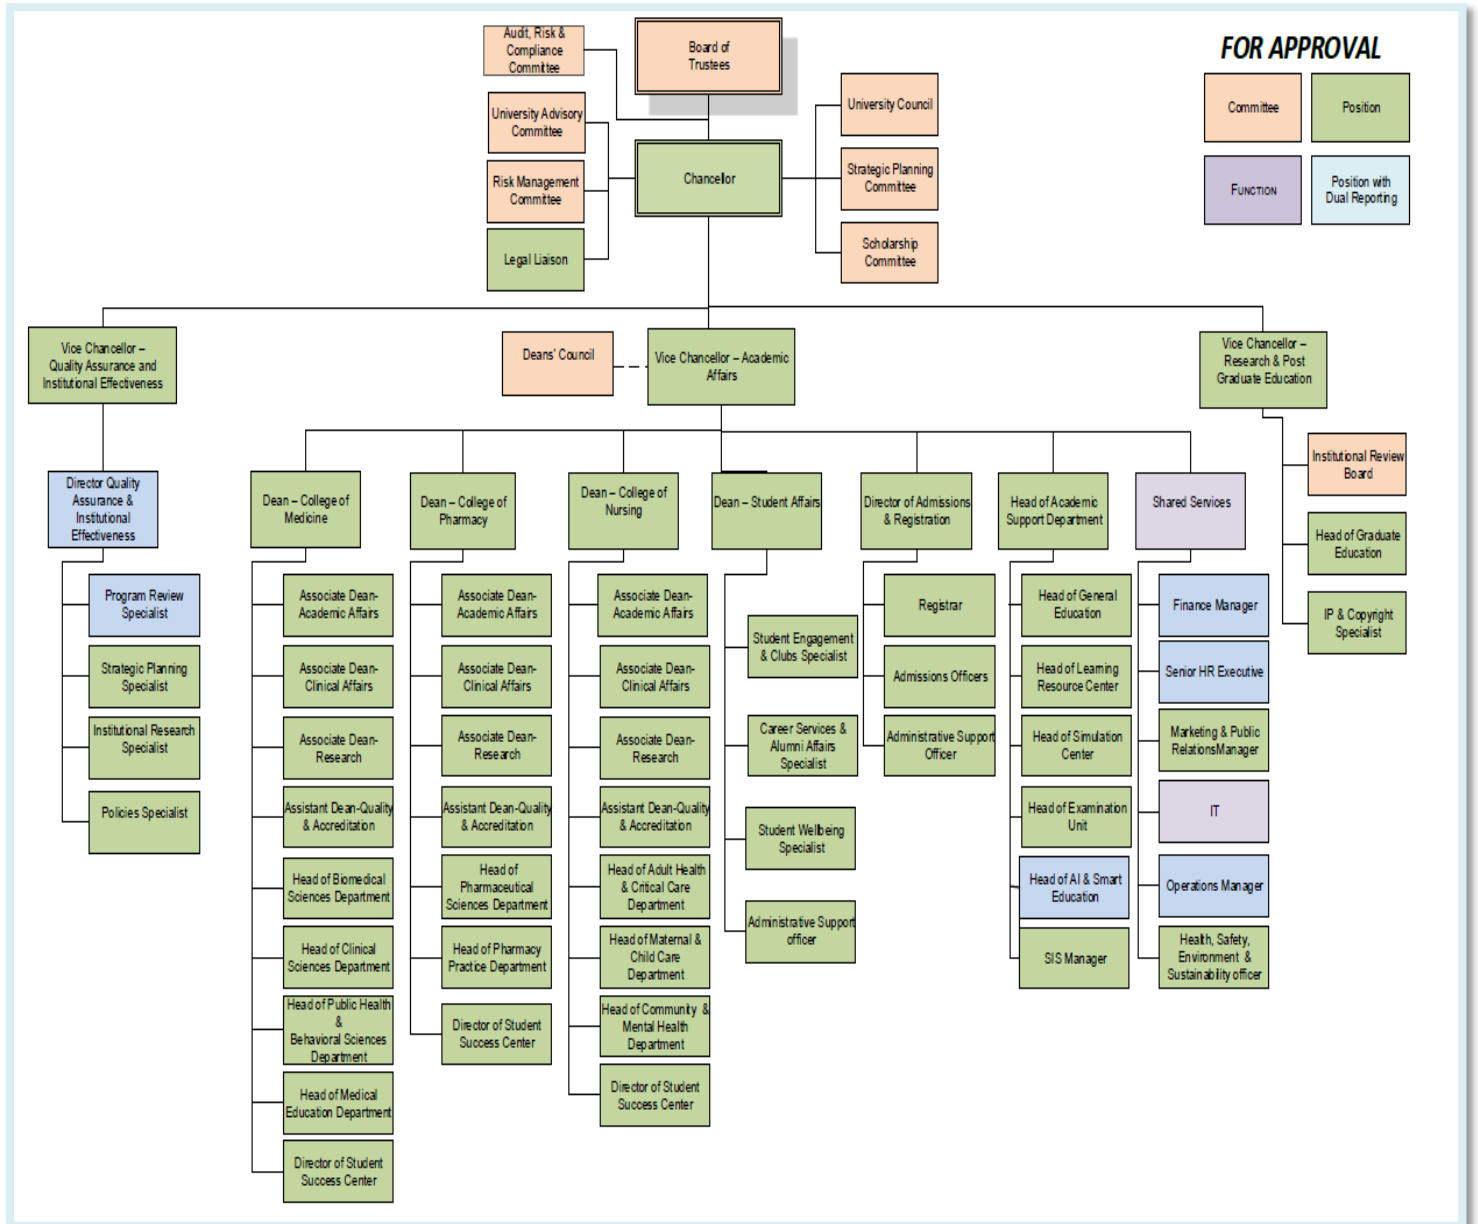 Audit, Risk &
Compliance
Committee
Board of
Trustees
FOR APPROVAL
Committee
Position
FUNCTION
Position with
Dual Reporting
University Advisory
Committee
University Council
Chancellor
Risk Management
Committee
Strategic Planning
Committee
Legal Liaison
Scholarship
Committee
Vice Chancellor –
Quality Assurance and
Institutional Effectiveness
Deans' Council
Vice Chancellor – Academic
Affairs
Vice Chancellor –
Research & Post
Graduate Education
Director Quality
Assurance &
Institutional
Effectiveness
Program Review
Specialist
Strategic Planning
Specialist
Institutional Research
Specialist
Policies Specialist
Dean – College of
Medicine
Associate Dean-
Academic Affairs
Associate Dean-
Clinical Affairs
Associate Dean-
Research
Assistant Dean-Quality
& Accreditation
Head of Biomedical
Sciences Department
Head of Clinical
Sciences Department
Head of Public Health
&
Behavioral Sciences
Department
Head of Medical
Education Department
Director of Student
Success Center
Dean – College of
Pharmacy
Associate Dean-
Academic Affairs
Associate Dean-
Clinical Affairs
Associate Dean-
Research
Assistant Dean-Quality
& Accreditation
Head of
Pharmaceutical
Sciences Department
Head of Pharmacy
Practice Department
Director of Student
Success Center
Dean – College of
Nursing
Associate Dean-
Academic Affairs
Associate Dean-
Clinical Affairs
Associate Dean-
Research
Assistant Dean-Quality
& Accreditation
Head of Adult Health
& Critical Care
Department
Head of Maternal &
Child Care
Department
Head of Community &
Mental Health
Department
Director of Student
Success Center
Dean – Student Affairs
Student Engagement
& Clubs Specialist
Career Services &
Alumni Affairs
Specialist
Student Wellbeing
Specialist
Administrative Support
officer
Director of Admissions
& Registration
Registrar
Admissions Officers
Administrative Support
Officer
Head of Academic
Support Department
Head of General
Education
Head of Learning
Resource Center
Head of Simulation
Center
Head of Examination
Unit
Head of AI & Smart
Education
SIS Manager
Shared Services
Finance Manager
Senior HR Executive
Marketing & Public
RelationsManager
IT
Operations Manager
Health, Safety,
Environment &
Sustainability officer
Institutional Review
Board
Head of Graduate
Education
IP & Copyright
Specialist